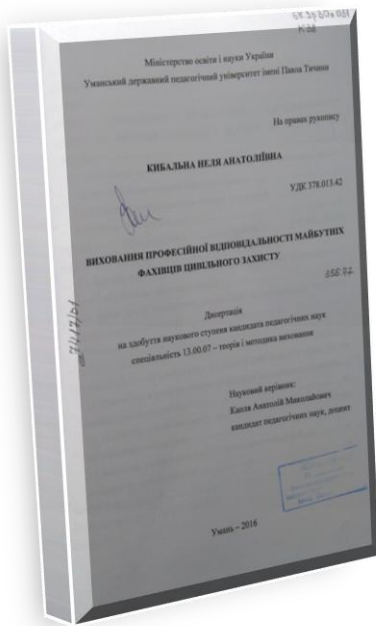 Міністерство освіти і науки України
Уманський державний педагогічний університет імені Павла Тичини
На правах рукопису
КИБАЛЬНА НЕЛЯ АНАТОЛІЇВНА
УДК 378.013.42
ВИХОВАННЯ ПРОФЕСІЙНОЇ ВІДПОВІДАЛЬНОСТІ МАЙБУТНІХ
ФАХІВЦІВ ЦИВІЛЬНОГО ЗАХИСТУ
Дисертація
на здобуття наукового ступеня кандидата педагогічних наук
спеціальність 13.00.07 – теорія і методика виховання
Науковий керівник:
Анатолій Миколайович
кандидат педагогічних наук, доцент
Умань – 2016